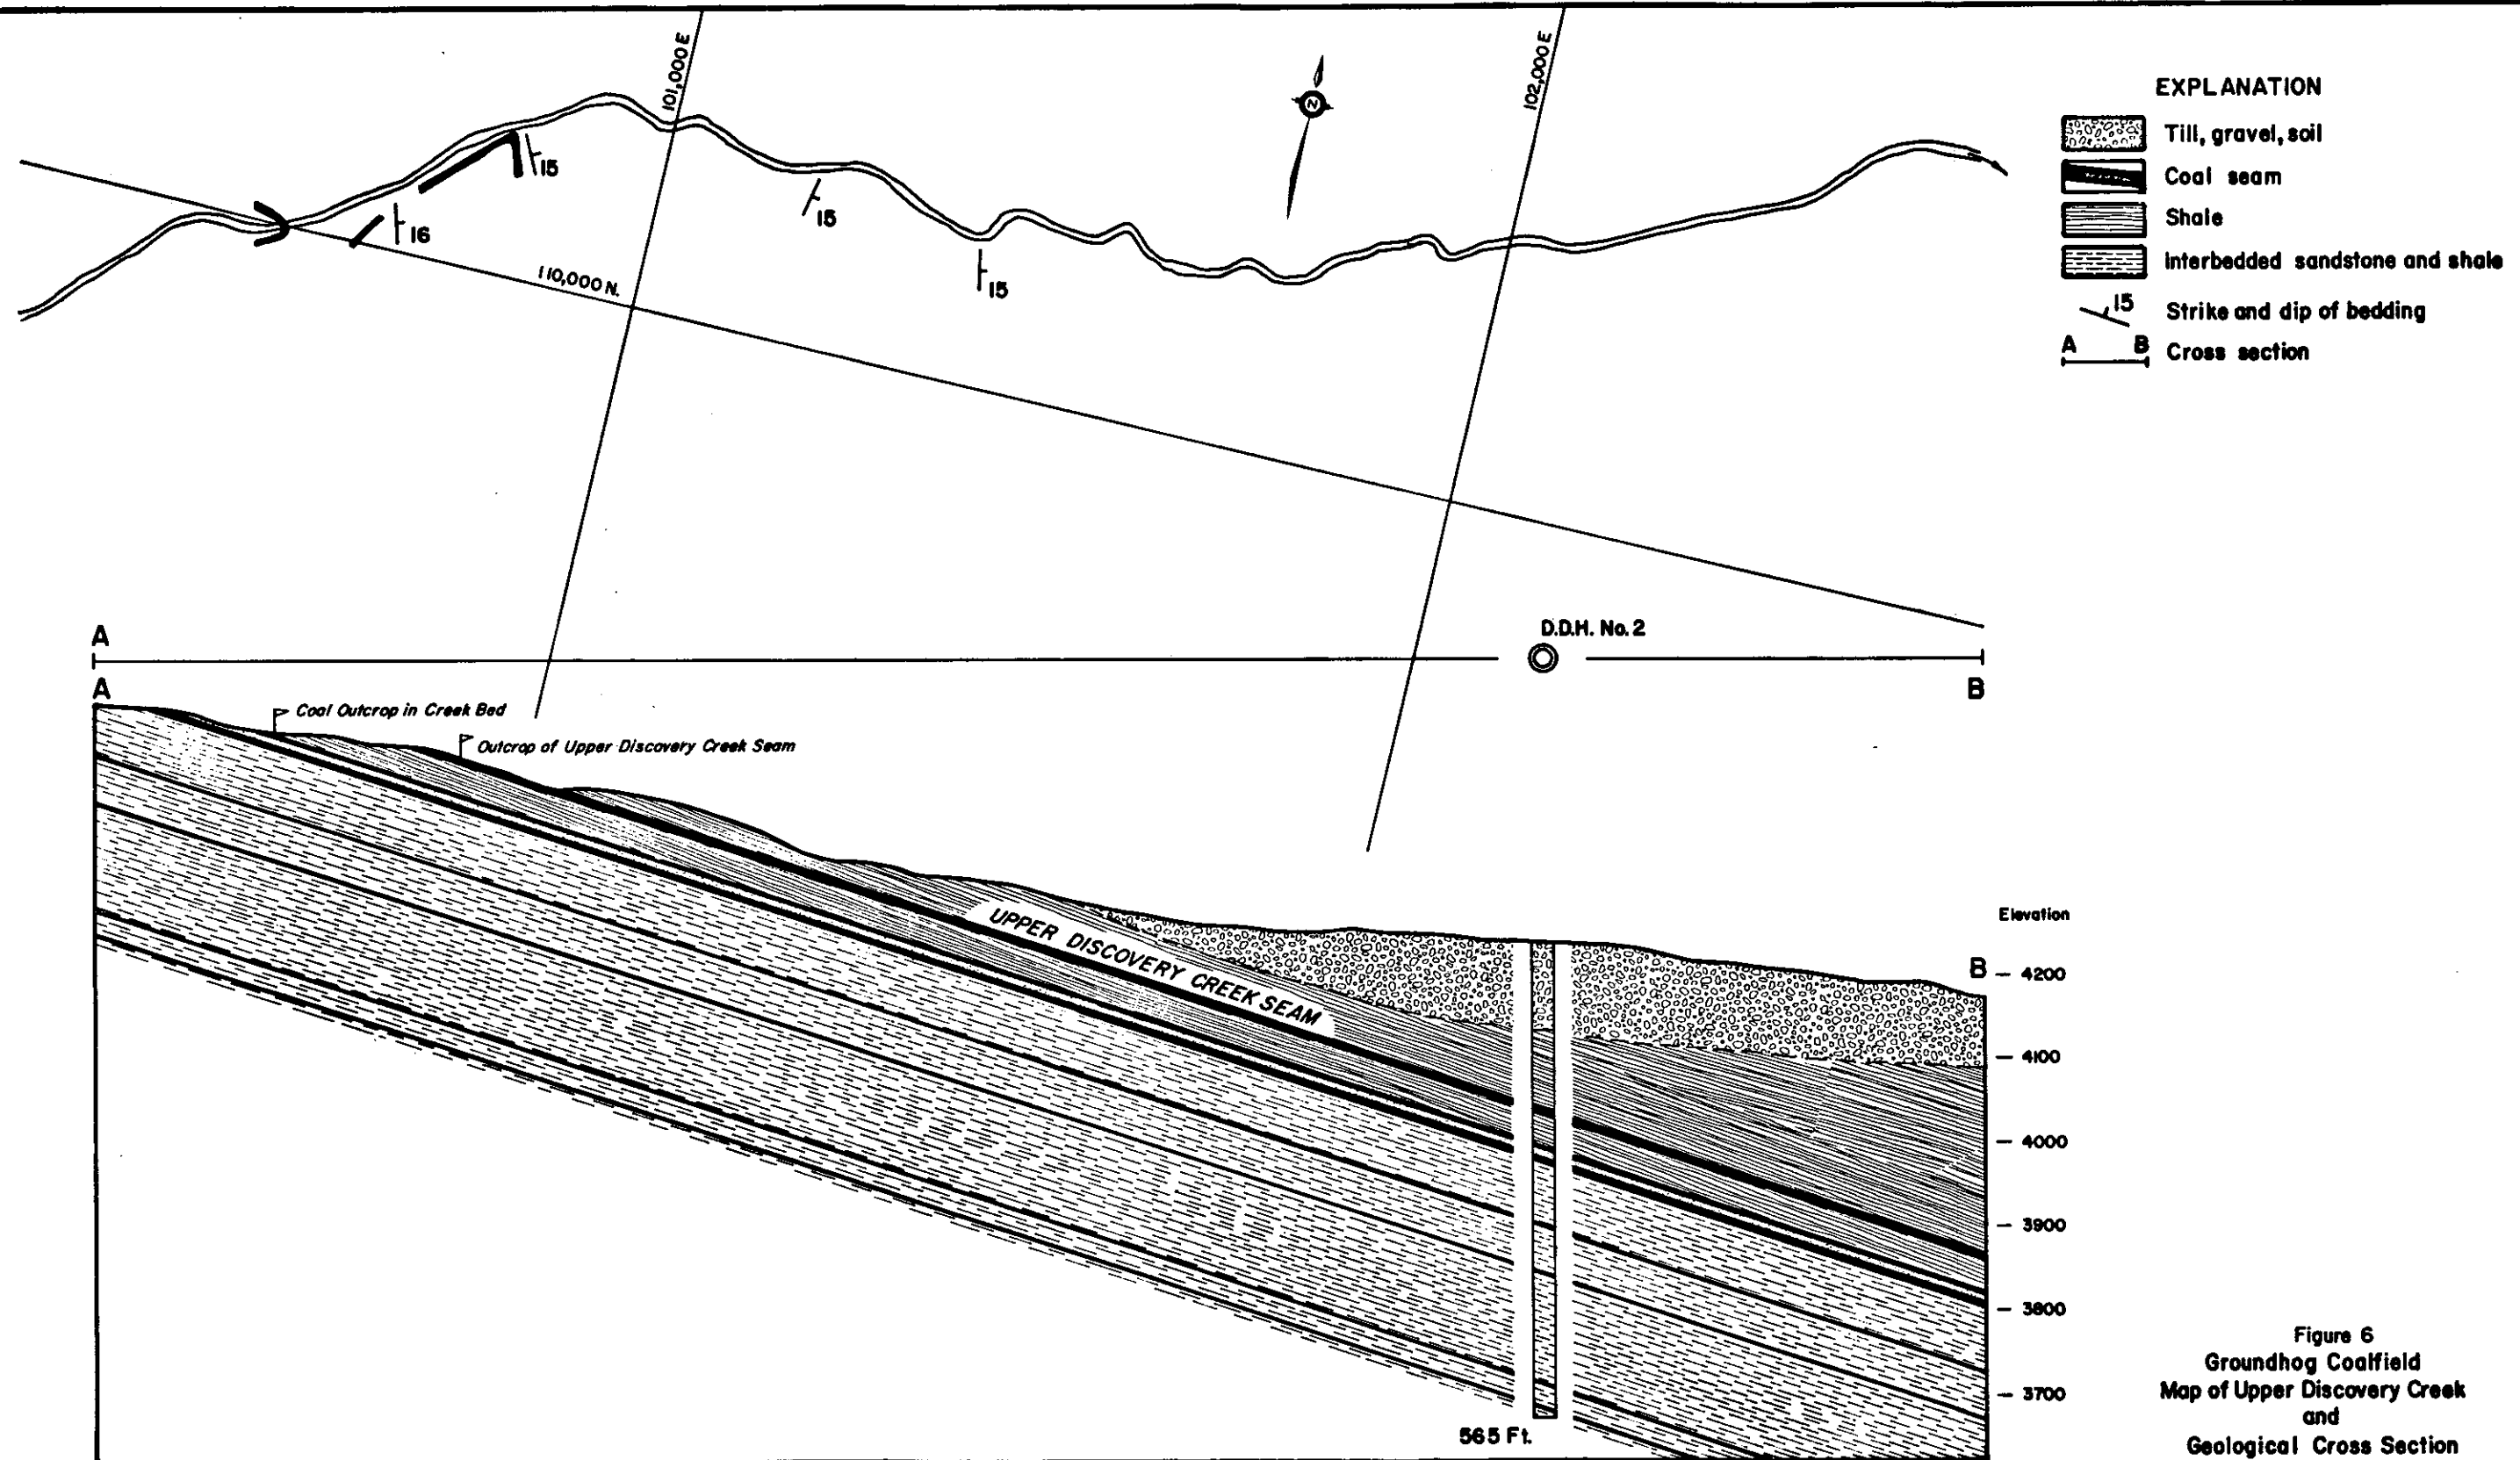 101,000 E
102,000 E
N
15
16
15
15
110,000 N.
EXPLANATION
Till, gravel, soil
Coal seam
Shale
Interbedded sandstone and shale
15
Strike and dip of bedding
A B
Cross section
A
D.D.H. No. 2
A
B
Coal Outcrop in Creek Bed
Outcrop of Upper Discovery Creek Seam
UPPER DISCOVERY CREEK SEAM
Elevation
B
4200
4100
4000
3900
3800
3700
565 Ft.
Figure 6
Groundhog Coalfield
Map of Upper Discovery Creek
and
Geological Cross Section